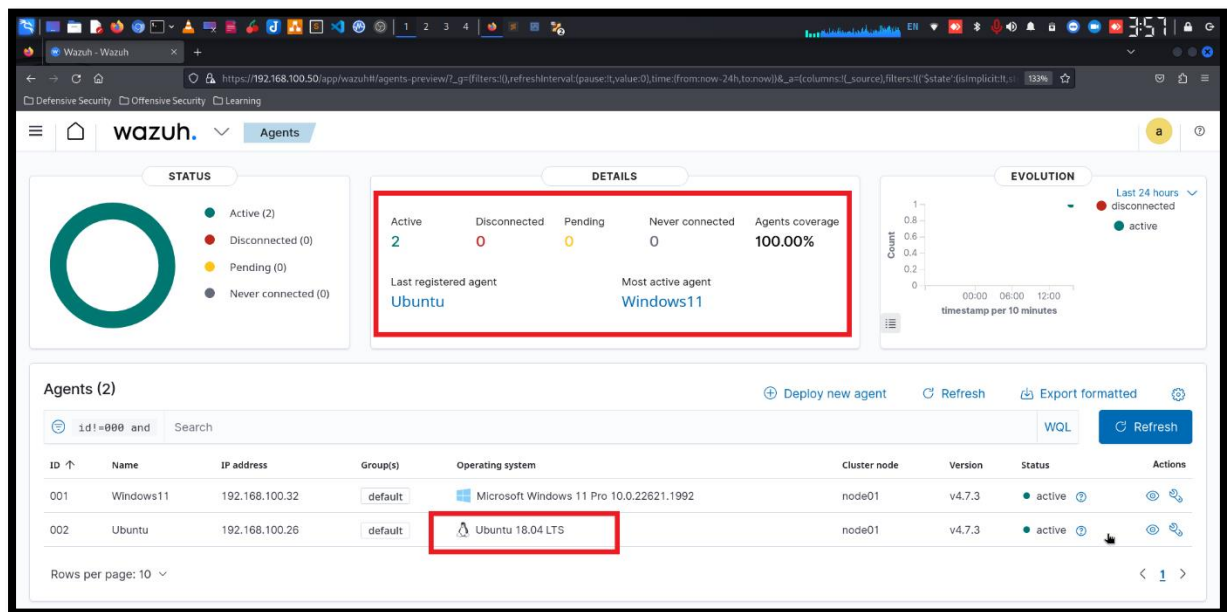 1 2 3 4 EN 3:57
Wazuh - Wazuh
https://192.168.100.50/app/wazuh#/agents-preview/?_g=(filters:!(),refreshInterval:(pause:!t,value:0),time:(from:now-24h,to:now))&_a=(columns:!(_source),filters:!(('$state':(isImplicit:!t,s 133%
Defensive Security Offensive Security Learning
wazuh. Agents a
STATUS
Active (2)
Disconnected (0)
Pending (0)
Never connected (0)
DETAILS
Active Disconnected Pending Never connected Agents coverage
2 0 0 0 100.00%
Last registered agent Most active agent
Ubuntu Windows11
EVOLUTION
Last 24 hours
disconnected
active
Count
1
0.8
0.6
0.4
0.2
0
00:00 06:00 12:00
timestamp per 10 minutes
Agents (2) Deploy new agent Refresh Export formatted
id!=000 and Search WQL Refresh
ID Name IP address Group(s) Operating system Cluster node Version Status Actions
001 Windows11 192.168.100.32 default Microsoft Windows 11 Pro 10.0.22621.1992 node01 v4.7.3 active
002 Ubuntu 192.168.100.26 default Ubuntu 18.04 LTS node01 v4.7.3 active
Rows per page: 10 < 1 >